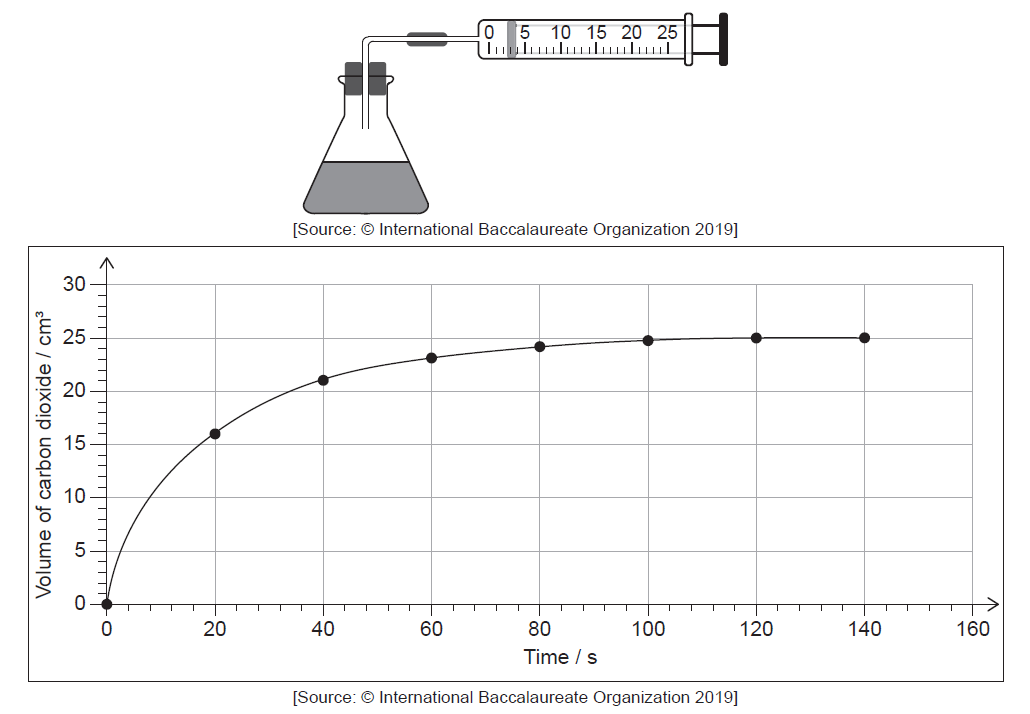 0 5 10 15 20 25
[Source: © International Baccalaureate Organization 2019]
Volume of carbon dioxide / cm³
30
25
20
15
10
5
0
0 20 40 60 80 100 120 140 160
Time / s
[Source: © International Baccalaureate Organization 2019]